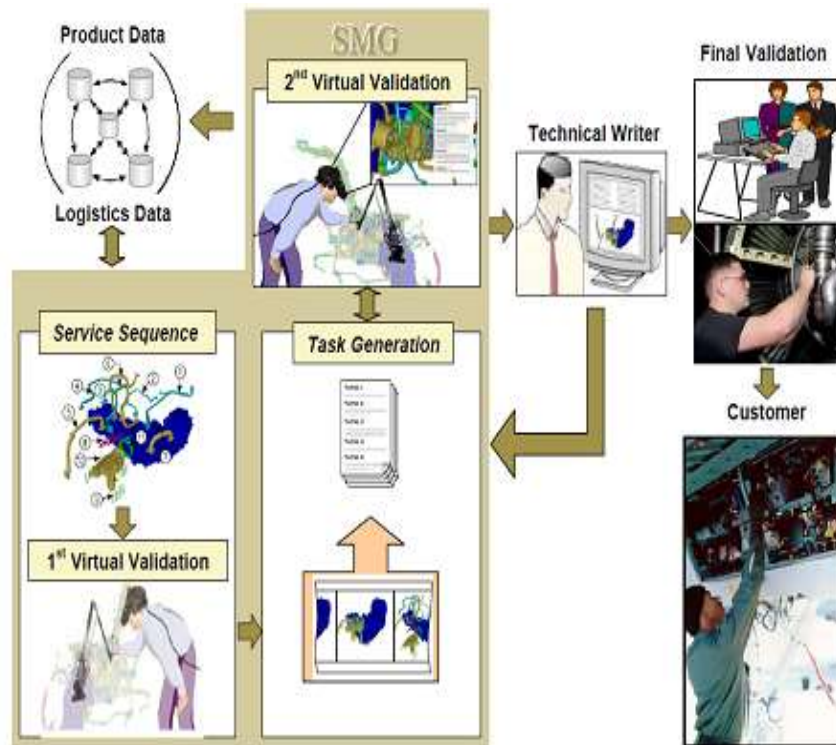 Product Data
Logistics Data
SMG
2nd Virtual Validation
Technical Writer
Final Validation
Service Sequence
1st Virtual Validation
Task Generation
Customer